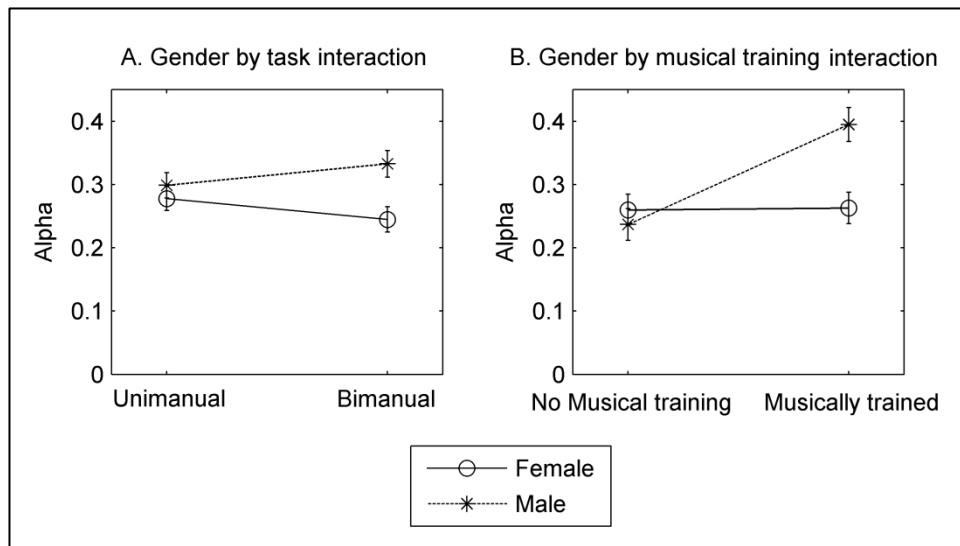 A. Gender by task interaction
Alpha
0.4
0.3
0.2
0.1
0
Unimanual Bimanual
B. Gender by musical training interaction
Alpha
0.4
0.3
0.2
0.1
0
No Musical training Musically trained
Female
Male